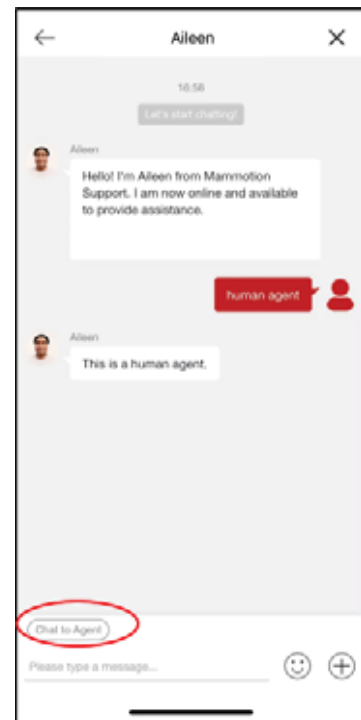 Aileen
16:56
Let's start chatting!
Aileen
Hello! I'm Aileen from Mammotion
Support. I am now online and available
to provide assistance.
human agent
Aileen
This is a human agent.
Chat to Agent
Please type a message...